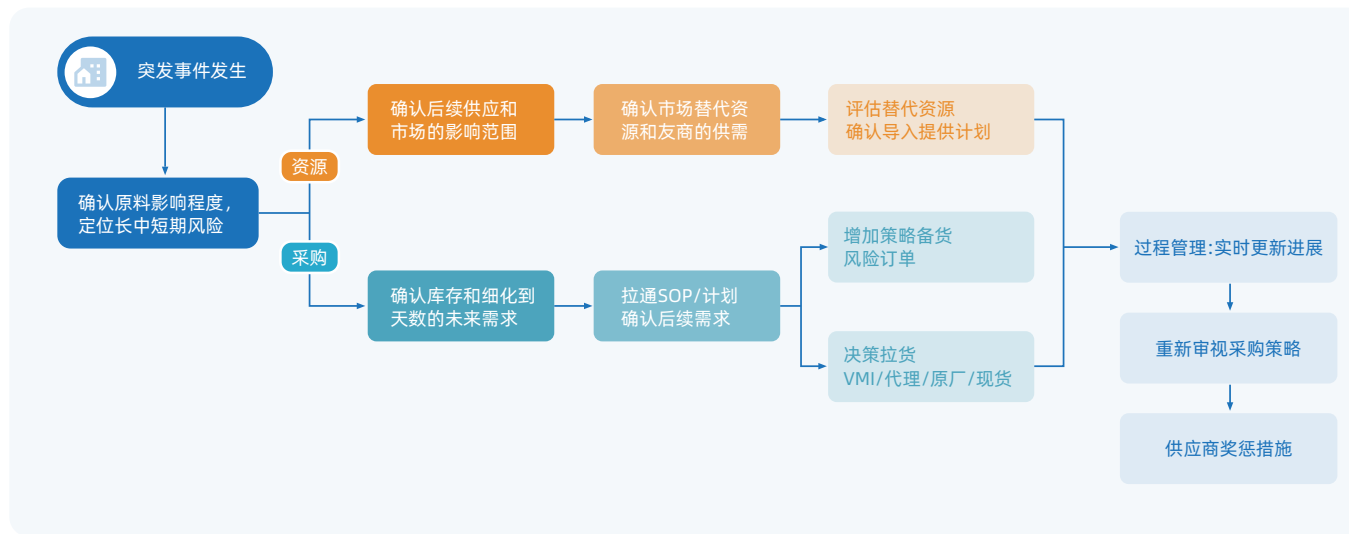 突发事件发生
确认原料影响程度,
定位长中短期风险
资源
确认后续供应和
市场的影响范围
确认市场替代资
源和友商的供需
评估替代资源
确认导入提供计划
采购
确认库存和细化到
天数的未来需求
拉通SOP/计划
确认后续需求
增加策略备货
风险订单
决策拉货
VMI/代理/原厂/现货
过程管理:实时更新进展
重新审视采购策略
供应商奖惩措施